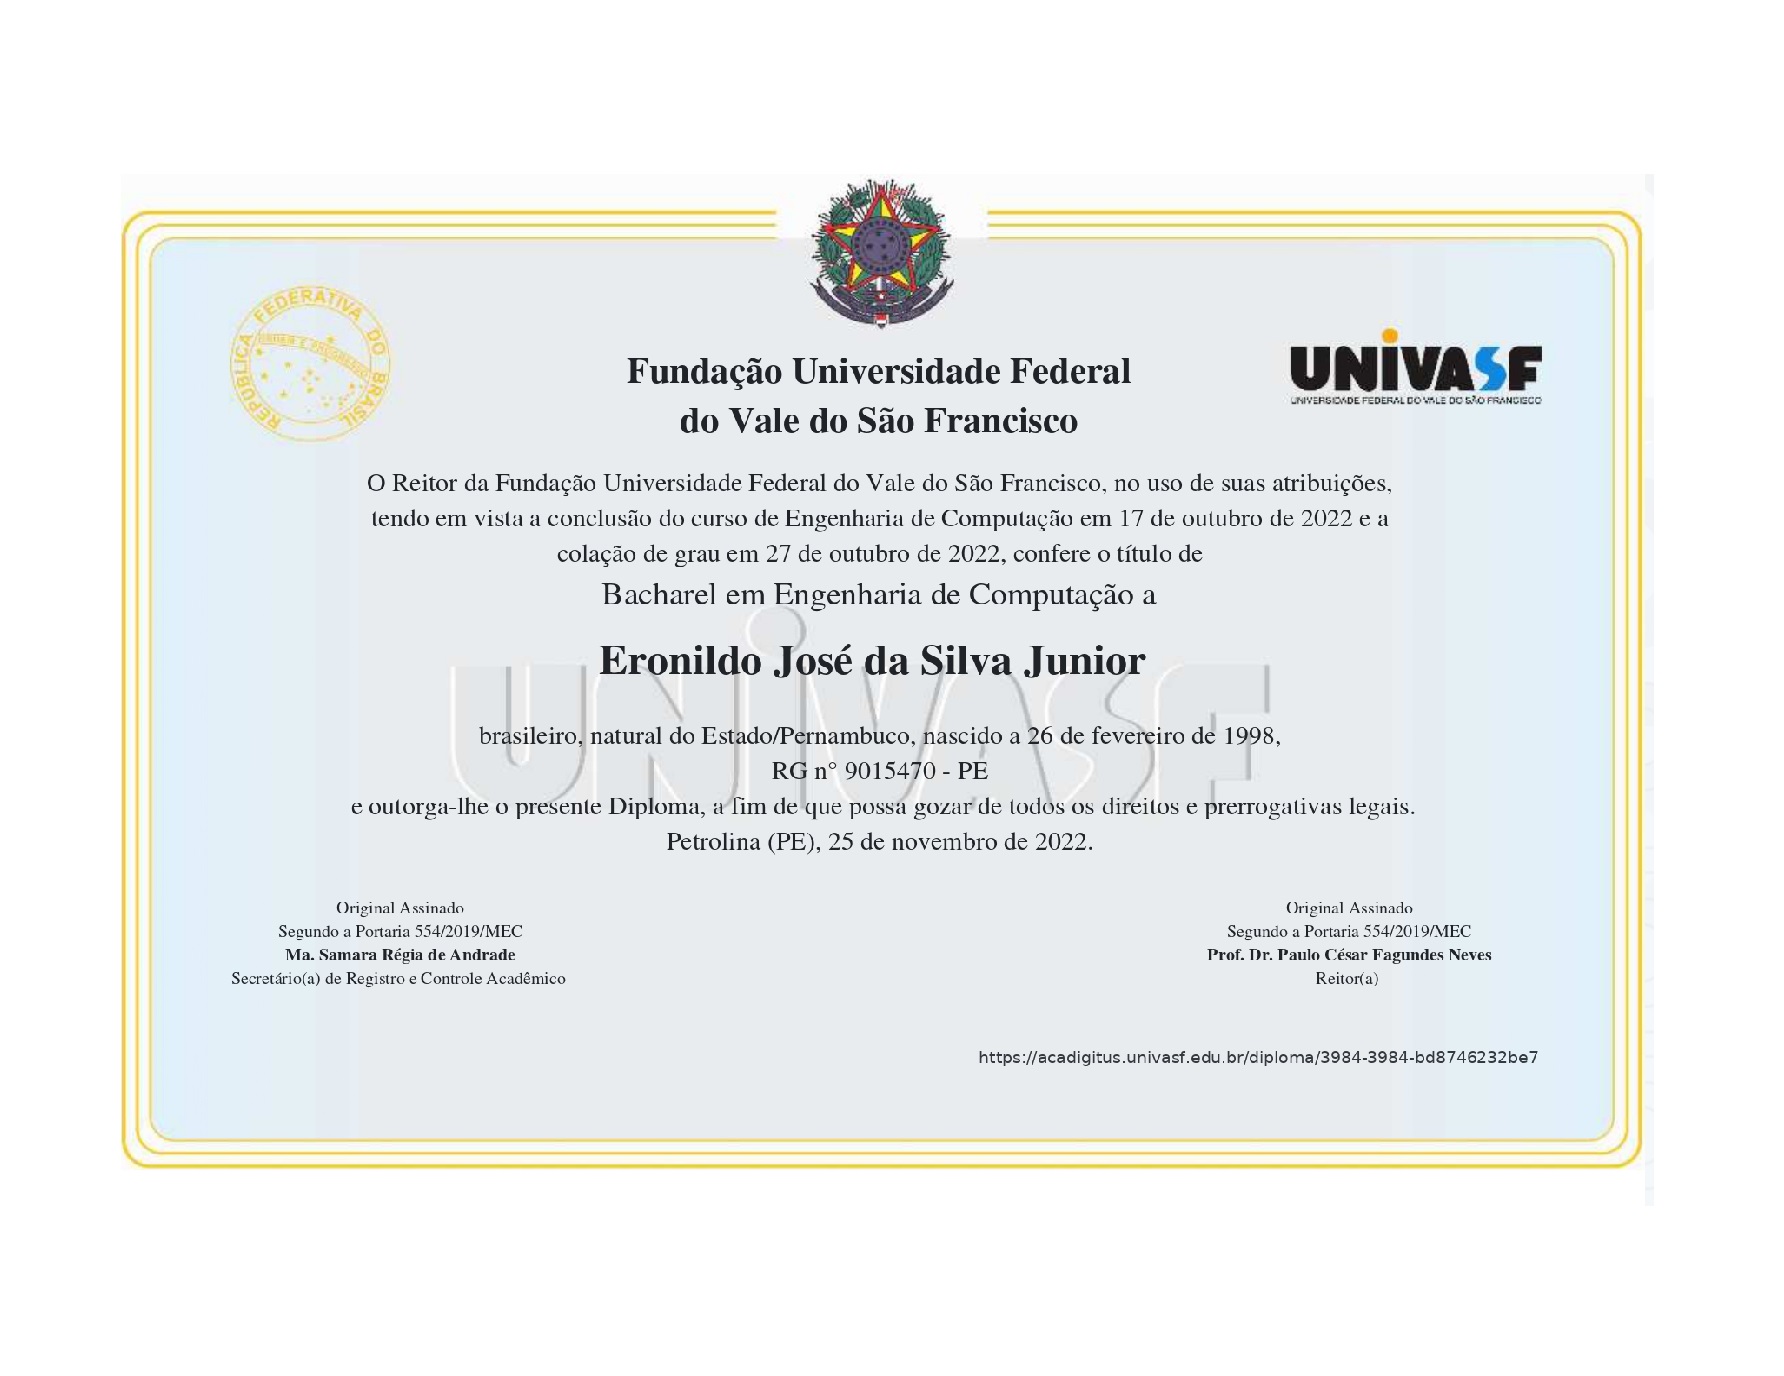 REPÚBLICA FEDERATIVA DO BRASIL
ORDEM E PROGRESSO
UNIVASF
UNIVERSIDADE FEDERAL DO VALE DO SÃO FRANCISCO
Fundação Universidade Federal
do Vale do São Francisco
O Reitor da Fundação Universidade Federal do Vale do São Francisco, no uso de suas atribuições,
tendo em vista a conclusão do curso de Engenharia de Computação em 17 de outubro de 2022 e a
colação de grau em 27 de outubro de 2022, confere o título de
Bacharel em Engenharia de Computação a
UNIVASF
Eronildo José da Silva Junior
brasileiro, natural do Estado/Pernambuco, nascido a 26 de fevereiro de 1998,
RG n° 9015470 - PE
e outorga-lhe o presente Diploma, a fim de que possa gozar de todos os direitos e prerrogativas legais.
Petrolina (PE), 25 de novembro de 2022.
Original Assinado
Segundo a Portaria 554/2019/MEC
Ma. Samara Régia de Andrade
Secretário(a) de Registro e Controle Acadêmico
Original Assinado
Segundo a Portaria 554/2019/MEC
Prof. Dr. Paulo César Fagundes Neves
Reitor(a)
https://acadigitus.univasf.edu.br/diploma/3984-3984-bd8746232be7